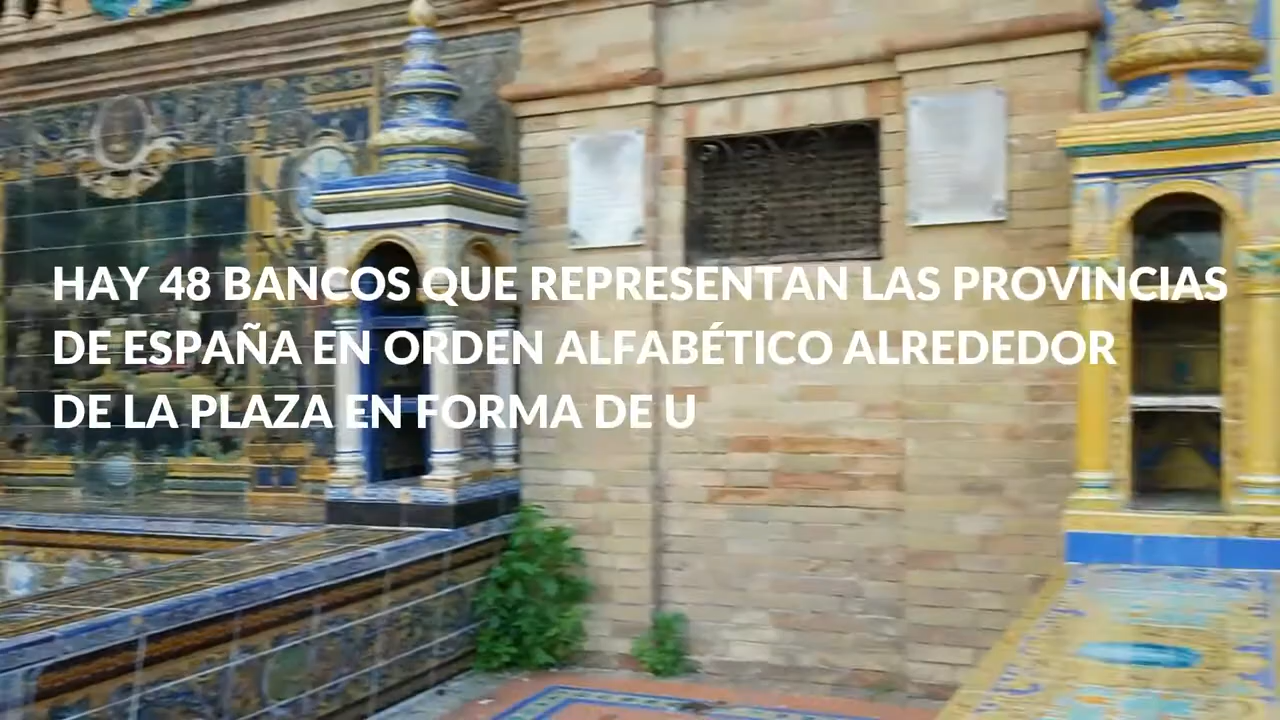 HAY 48 BANCOS QUE REPRESENTAN LAS PROVINCIAS
DE ESPAÑA EN ORDEN ALFABÉTICO ALREDEDOR
DE LA PLAZA EN FORMA DE U